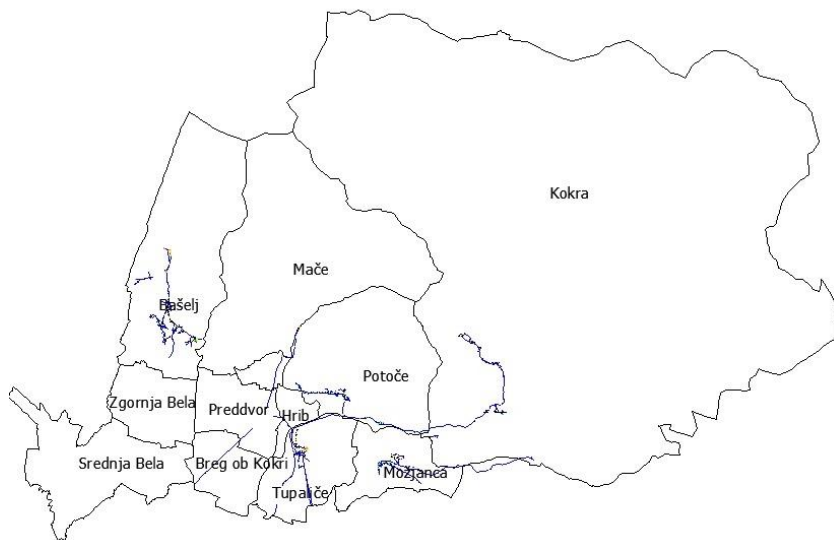 Kokra
Mače
Bašelj
Potoče
Zgornja Bela
Preddvor
Hrib
Srednja Bela
Breg ob Kokri
Možjanca
Tupaliče